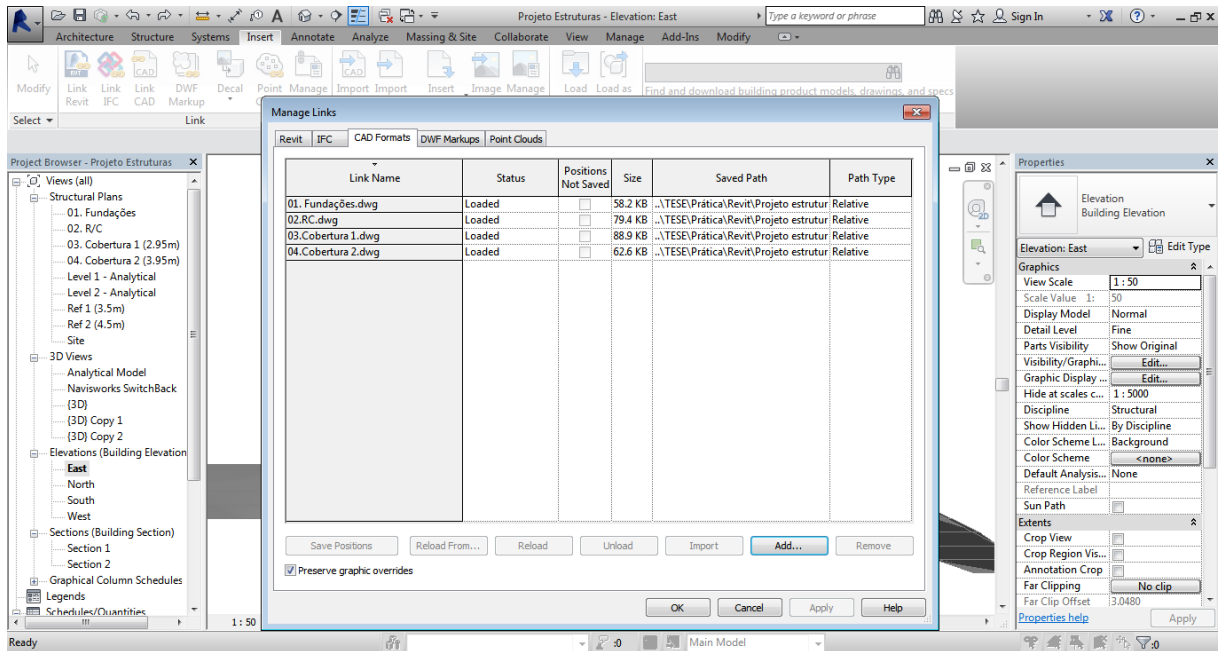 Projeto Estruturas - Elevation: East
Type a keyword or phrase
Sign In
Architecture Structure Systems Insert Annotate Analyze Massing & Site Collaborate View Manage Add-Ins Modify
Modify Link Link Link DWF Decal Point Manage Import Import Insert Image Manage Load Load as Find and download building product models, drawings, and specs
Revit IFC CAD Markup
Select Link
Manage Links
Revit IFC CAD Formats DWF Markups Point Clouds
Link Name Status Positions Not Saved Size Saved Path Path Type
01. Fundações.dwg Loaded 58.2 KB ..\TESE\Prática\Revit\Projeto estrutur Relative
02.RC.dwg Loaded 79.4 KB ..\TESE\Prática\Revit\Projeto estrutur Relative
03.Cobertura 1.dwg Loaded 88.9 KB ..\TESE\Prática\Revit\Projeto estrutur Relative
04.Cobertura 2.dwg Loaded 62.6 KB ..\TESE\Prática\Revit\Projeto estrutur Relative
Save Positions Reload From... Reload Unload Import Add... Remove
Preserve graphic overrides
OK Cancel Apply Help
Project Browser - Projeto Estruturas
Views (all)
Structural Plans
01. Fundações
02. R/C
03. Cobertura 1 (2.95m)
04. Cobertura 2 (3.95m)
Level 1 - Analytical
Level 2 - Analytical
Ref 1 (3.5m)
Ref 2 (4.5m)
Site
3D Views
Analytical Model
Navisworks SwitchBack
{3D}
{3D} Copy 1
{3D} Copy 2
Elevations (Building Elevation
East
North
South
West
Sections (Building Section)
Section 1
Section 2
Graphical Column Schedules
Legends
Schedules/Quantities
1 : 50
Properties
Elevation
Building Elevation
Elevation: East Edit Type
Graphics
View Scale 1 : 50
Scale Value 1: 50
Display Model Normal
Detail Level Fine
Parts Visibility Show Original
Visibility/Graphi... Edit...
Graphic Display ... Edit...
Hide at scales c... 1 : 5000
Discipline Structural
Show Hidden Li... By Discipline
Color Scheme L... Background
Color Scheme <none>
Default Analysis... None
Reference Label
Sun Path
Extents
Crop View
Crop Region Vis...
Annotation Crop
Far Clipping No clip
Far Clip Offset 3.0480
Properties help Apply
Ready :0 Main Model :0